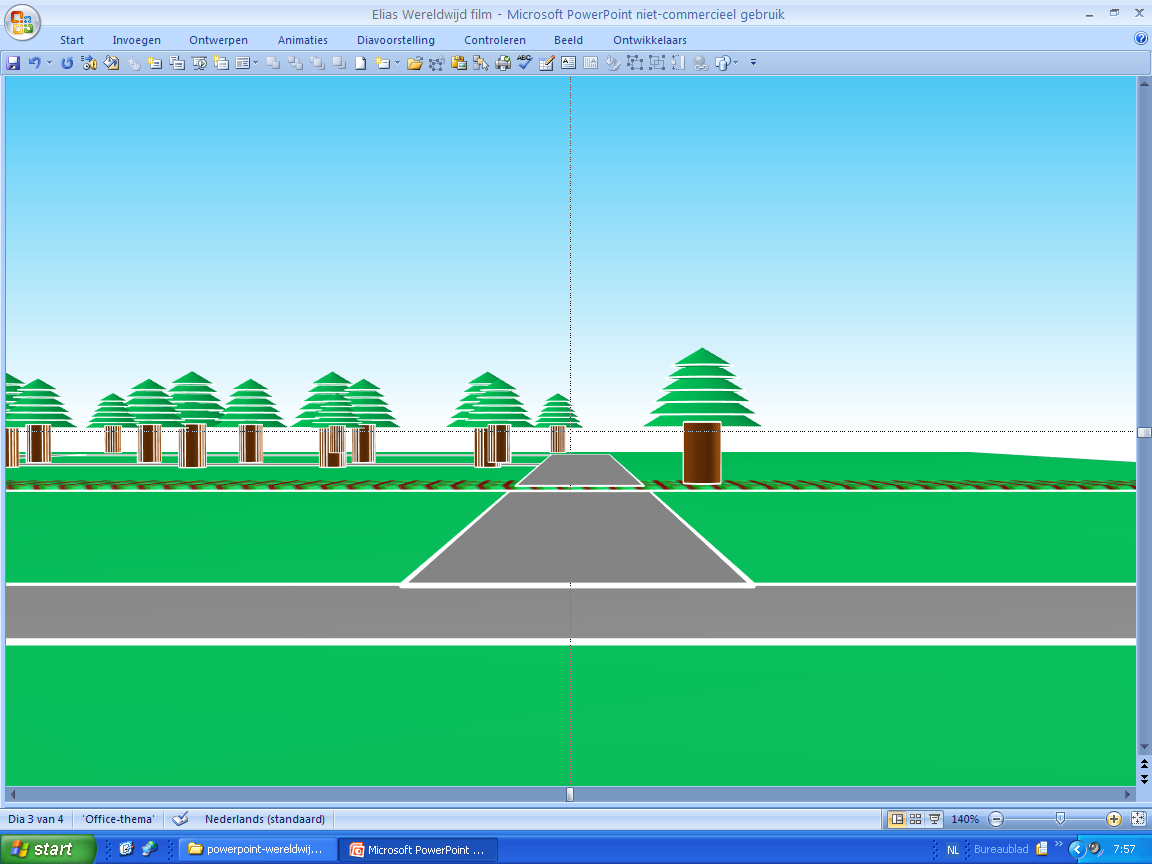 Elias Wereldwijd film - Microsoft PowerPoint niet-commercieel gebruik
Start Invoegen Ontwerpen Animaties Diavoorstelling Controleren Beeld Ontwikkelaars
Dia 3 van 4 'Office-thema' Nederlands (standaard) 140%
start powerpoint-wereldwij... Microsoft PowerPoint ... NL Bureaublad 7:57